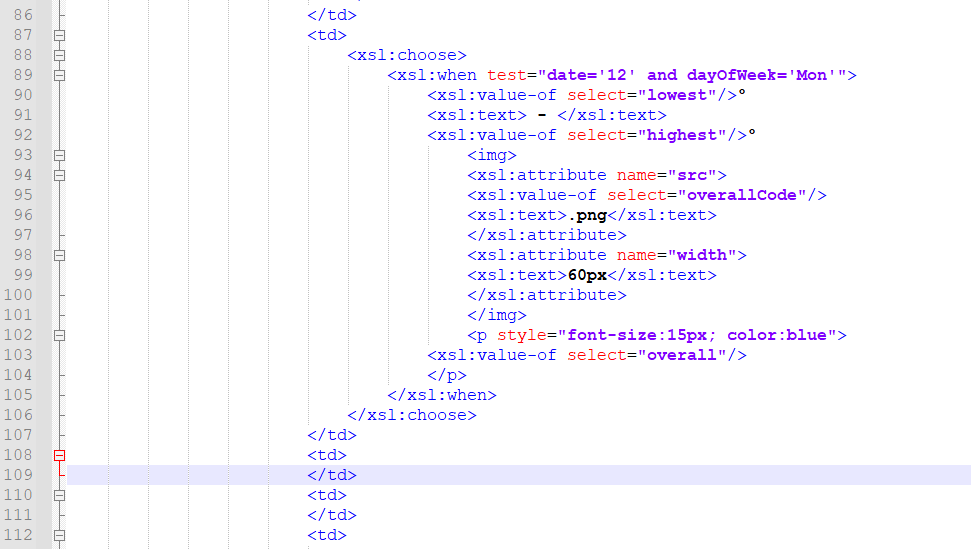 86 </td>
87 <td>
88 <xsl:choose>
89 <xsl:when test="date='12' and dayOfWeek='Mon'">
90 <xsl:value-of select="lowest"/>°
91 <xsl:text> - </xsl:text>
92 <xsl:value-of select="highest"/>°
93 <img>
94 <xsl:attribute name="src">
95 <xsl:value-of select="overallCode"/>
96 <xsl:text>.png</xsl:text>
97 </xsl:attribute>
98 <xsl:attribute name="width">
99 <xsl:text>60px</xsl:text>
100 </xsl:attribute>
101 </img>
102 <p style="font-size:15px; color:blue">
103 <xsl:value-of select="overall"/>
104 </p>
105 </xsl:when>
106 </xsl:choose>
107 </td>
108 <td>
109 </td>
110 <td>
111 </td>
112 <td>